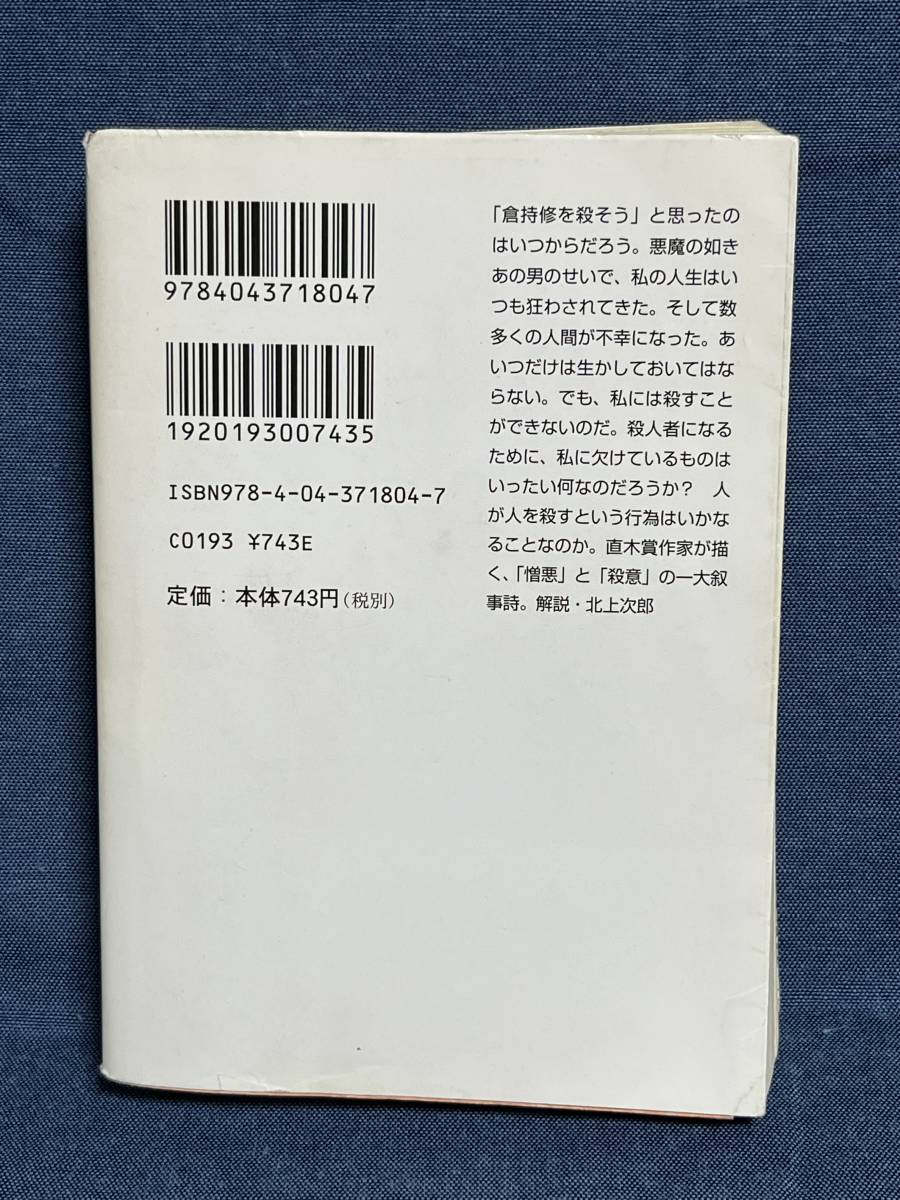 9784043718047
1920193007435
ISBN978-4-04-371804-7
C0193 ¥743E
定価：本体743円（税別）
「倉持修を殺そう」と思ったの
はいつからだろう。悪魔の如き
あの男のせいで、私の人生はい
つも狂わされてきた。そして数
多くの人間が不幸になった。あ
いつだけは生かしておいてはな
らない。でも、私には殺すこと
ができないのだ。殺人者になる
ために、私に欠けているものは
いったい何なのだろうか？　人
が人を殺すという行為はいかな
ることなのか。直木賞作家が描
く、「憎悪」と「殺意」の一大叙
事詩。解説・北上次郎